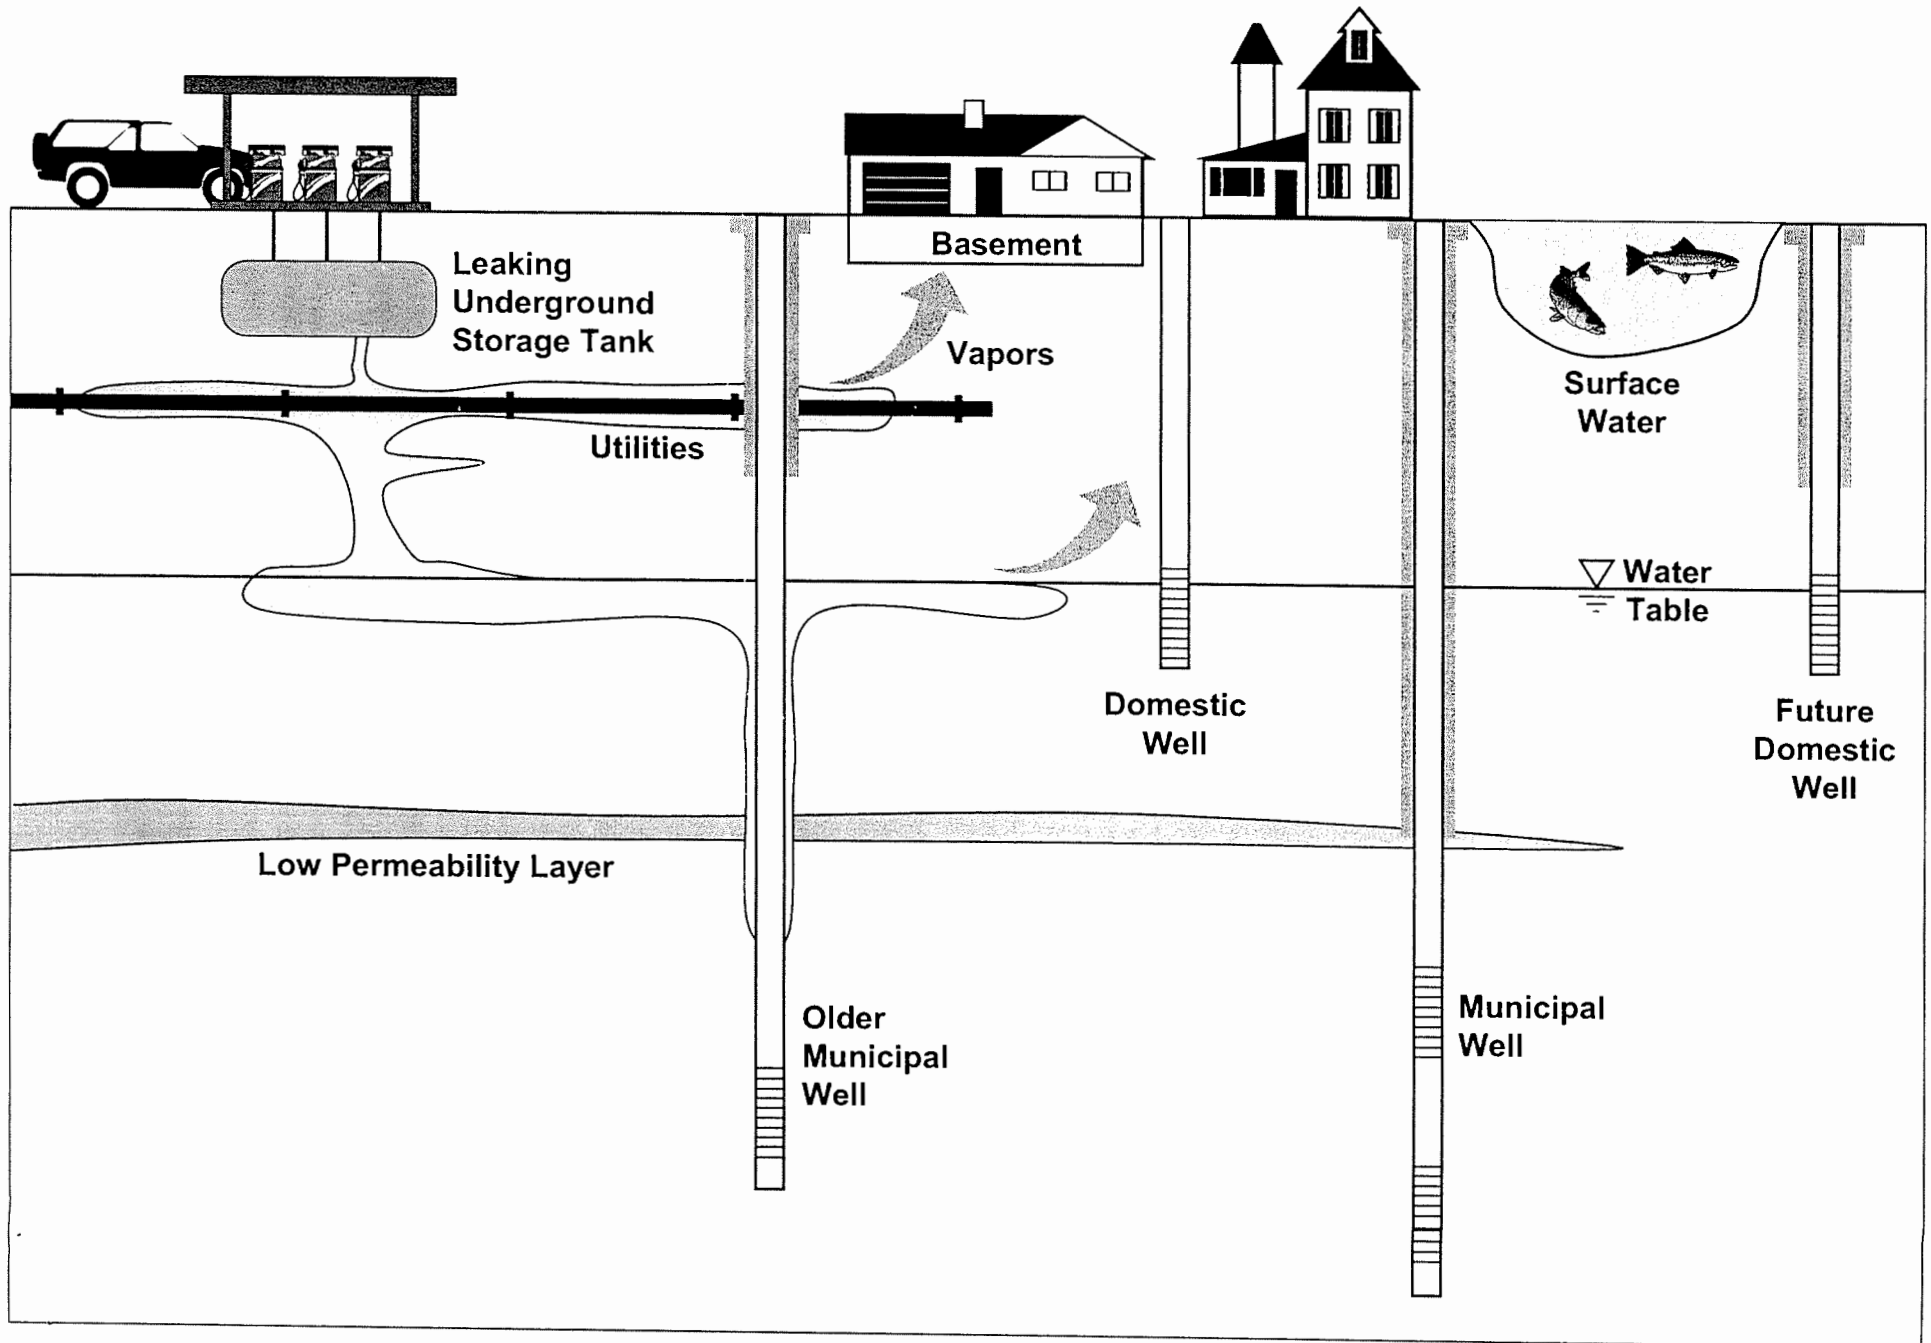 Basement
Leaking
Underground
Storage Tank
Vapors
Surface
Water
Utilities
Water
Table
Domestic
Well
Future
Domestic
Well
Low Permeability Layer
Older
Municipal
Well
Municipal
Well